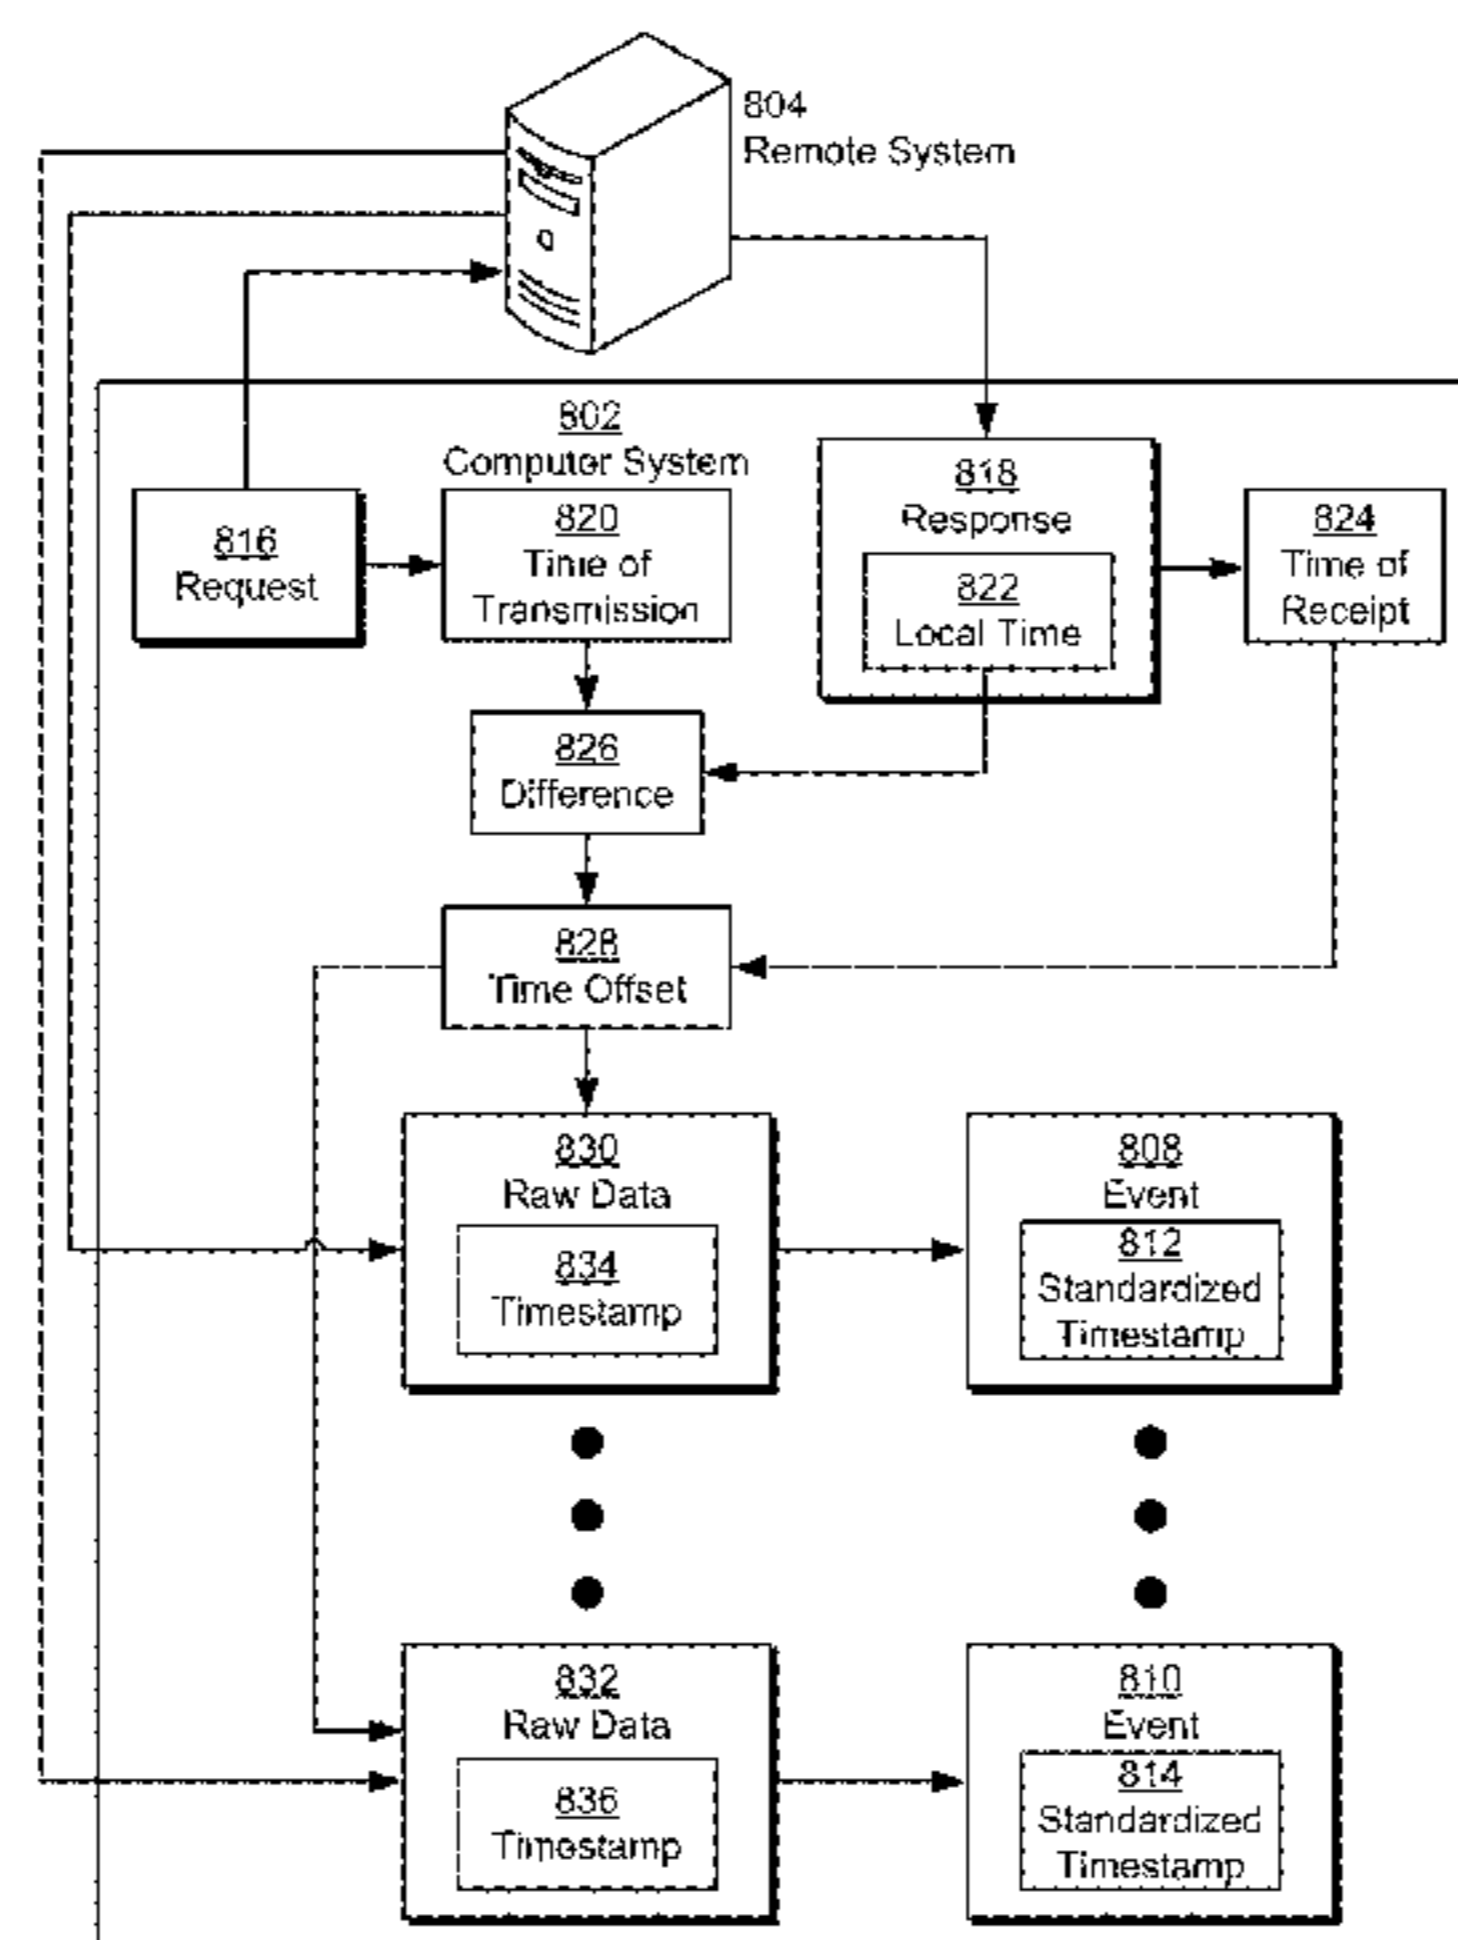 804
Remote System
802
Computer System
816
Request
820
Time of
Transmission
818
Response
822
Local Time
824
Time of
Receipt
826
Difference
828
Time Offset
830
Raw Data
834
Timestamp
808
Event
812
Standardized
Timestamp
832
Raw Data
836
Timestamp
810
Event
814
Standardized
Timestamp